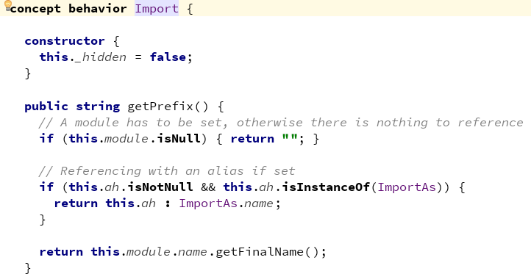 concept behavior Import {
constructor {
this._hidden = false;
}
public string getPrefix() {
// A module has to be set, otherwise there is nothing to reference
if (this.module.isNull) { return ""; }
// Referencing with an alias if set
if (this.ah.isNotNull && this.ah.isInstanceOf(ImportAs)) {
return this.ah : ImportAs.name;
}
return this.module.name.getFinalName();
}